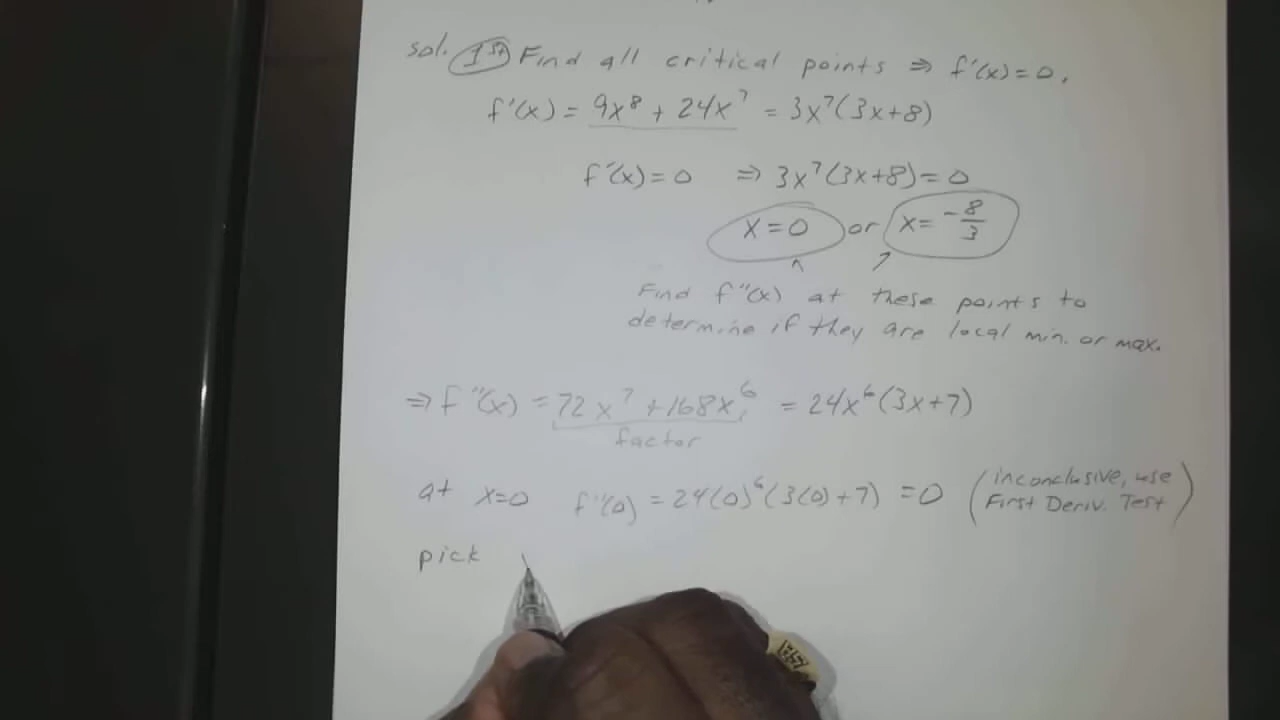 sol. 1st Find all critical points ⇒ f'(x)=0.
f'(x) = 9x⁸ + 24x⁷ = 3x⁷(3x+8)
f'(x)=0 ⇒ 3x⁷(3x+8)=0
x=0 or x=-8/3
Find f"(x) at these points to
determine if they are local min. or max.
⇒ f"(x) = 72x⁷ + 168x⁶ = 24x⁶(3x+7)
factor
at x=0 f"(0) = 24(0)⁶(3(0)+7) = 0 (inconclusive, use
First Deriv. Test)
pick